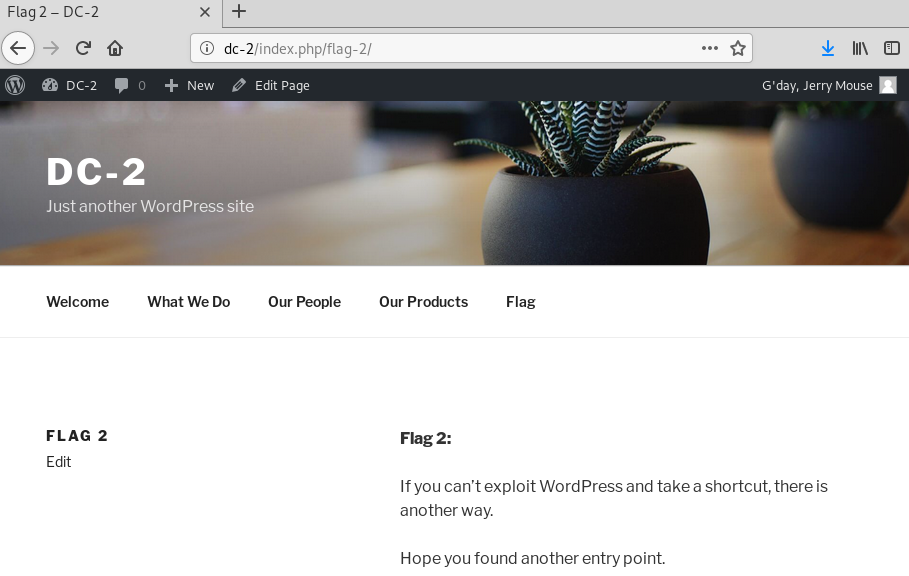 Flag 2 – DC-2
dc-2/index.php/flag-2/
DC-2 0 New Edit Page G'day, Jerry Mouse
DC-2
Just another WordPress site
Welcome What We Do Our People Our Products Flag
FLAG 2
Edit
Flag 2:
If you can’t exploit WordPress and take a shortcut, there is
another way.
Hope you found another entry point.